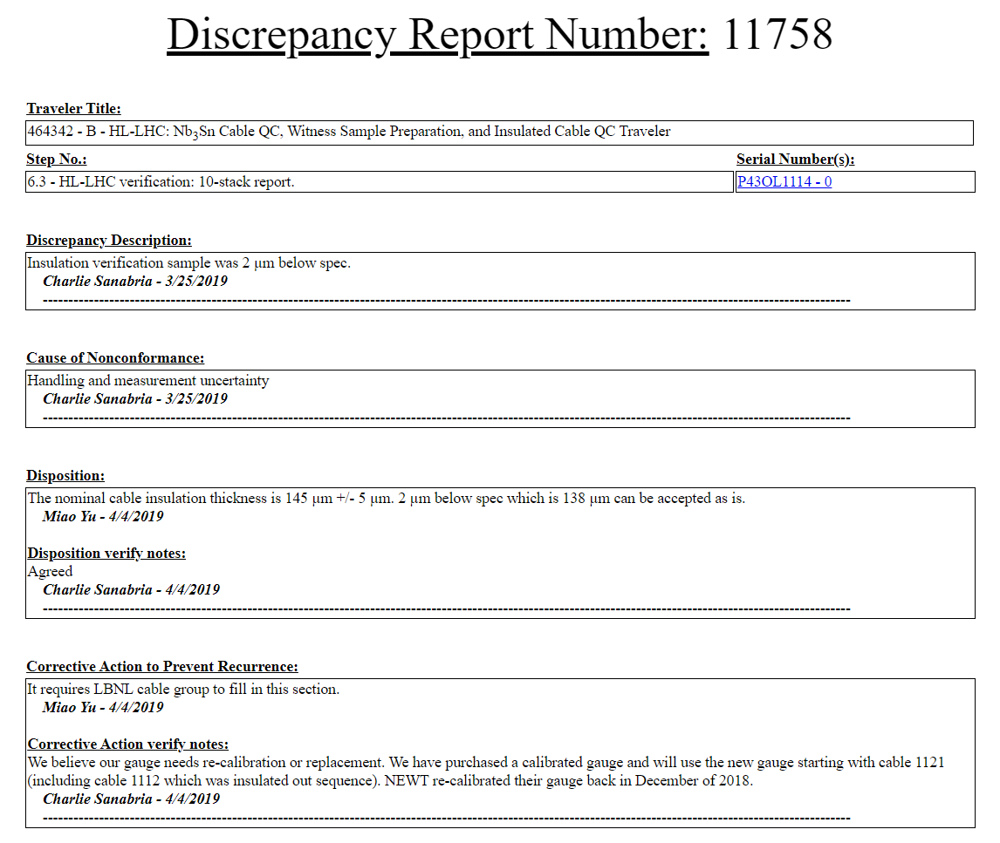 Discrepancy Report Number: 11758
Traveler Title:
464342 - B - HL-LHC: Nb₃Sn Cable QC, Witness Sample Preparation, and Insulated Cable QC Traveler
Step No.:
Serial Number(s):
6.3 - HL-LHC verification: 10-stack report.
P43OL1114 - 0
Discrepancy Description:
Insulation verification sample was 2 μm below spec.
Charlie Sanabria - 3/25/2019
Cause of Nonconformance:
Handling and measurement uncertainty
Charlie Sanabria - 3/25/2019
Disposition:
The nominal cable insulation thickness is 145 μm +/- 5 μm. 2 μm below spec which is 138 μm can be accepted as is.
Miao Yu - 4/4/2019
Disposition verify notes:
Agreed
Charlie Sanabria - 4/4/2019
Corrective Action to Prevent Recurrence:
It requires LBNL cable group to fill in this section.
Miao Yu - 4/4/2019
Corrective Action verify notes:
We believe our gauge needs re-calibration or replacement. We have purchased a calibrated gauge and will use the new gauge starting with cable 1121
(including cable 1112 which was insulated out sequence). NEWT re-calibrated their gauge back in December of 2018.
Charlie Sanabria - 4/4/2019